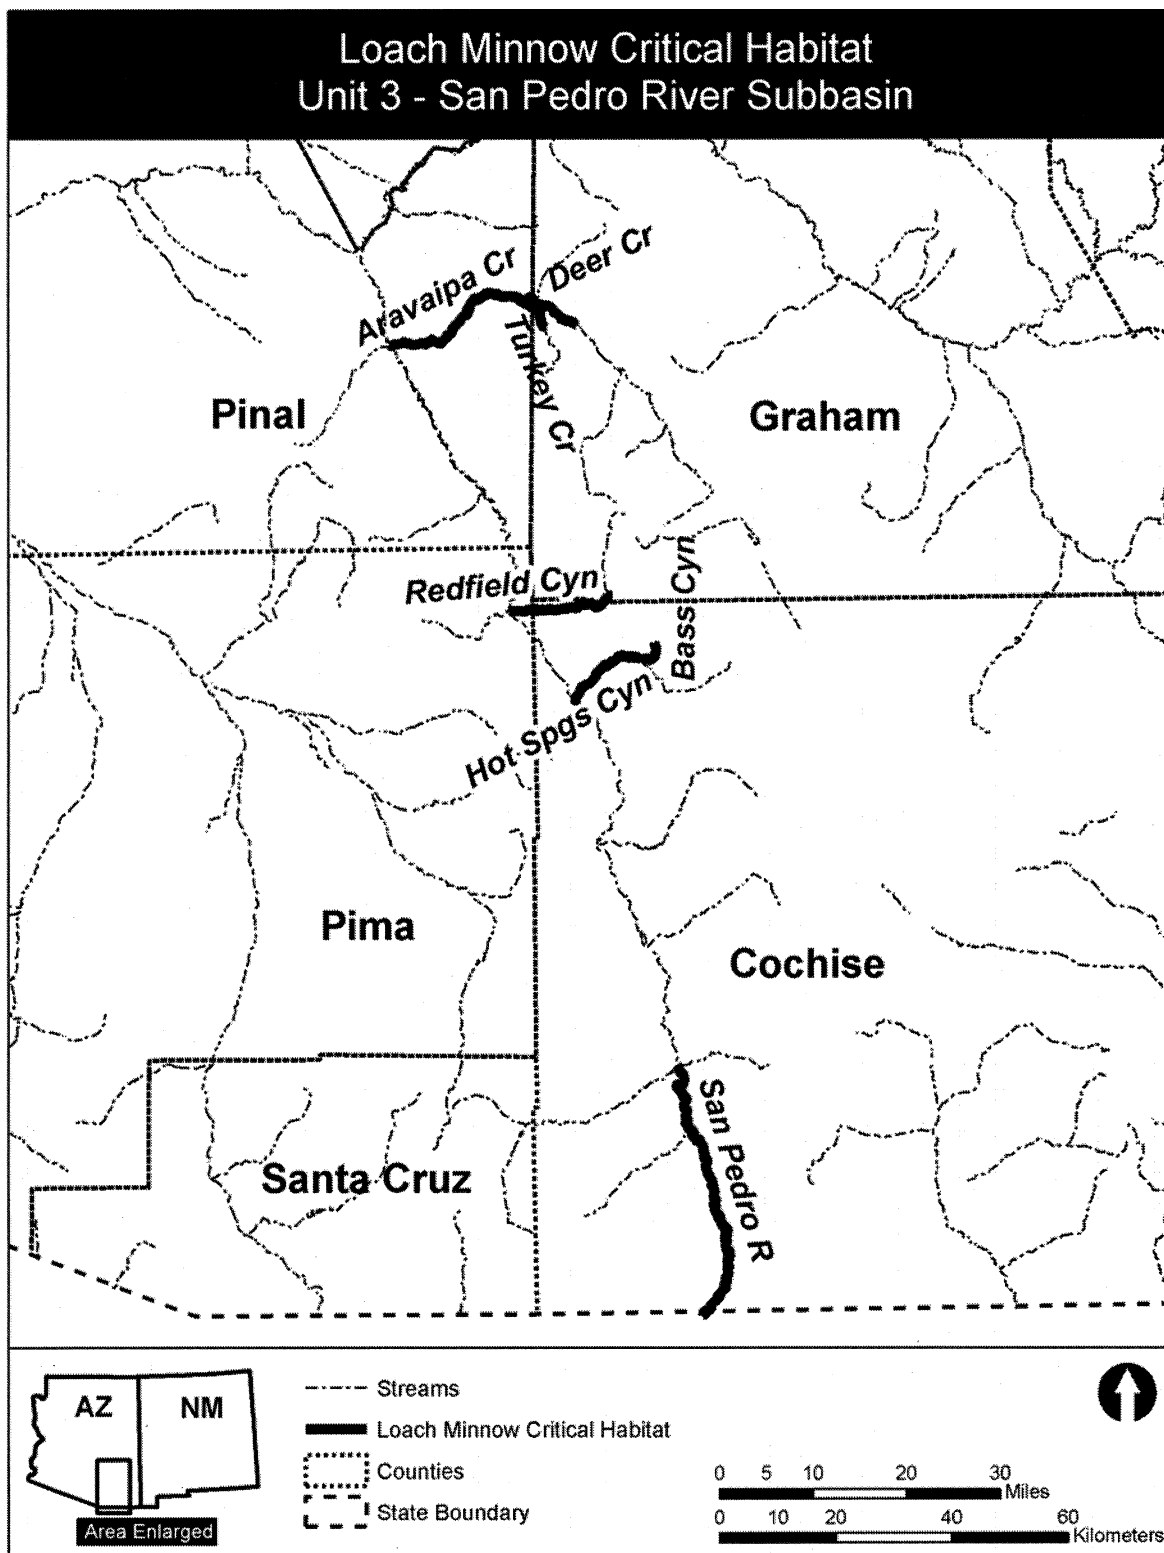 Loach Minnow Critical Habitat
Unit 3 - San Pedro River Subbasin
Aravaipa Cr
Deer Cr
Turkey Cr
Pinal
Graham
Redfield Cyn
Bass Cyn
Hot Spgs Cyn
Pima
Cochise
San Pedro R
Santa Cruz
AZ
NM
Area Enlarged
Streams
Loach Minnow Critical Habitat
Counties
State Boundary
0 5 10 20 30
Miles
0 10 20 40 60
Kilometers